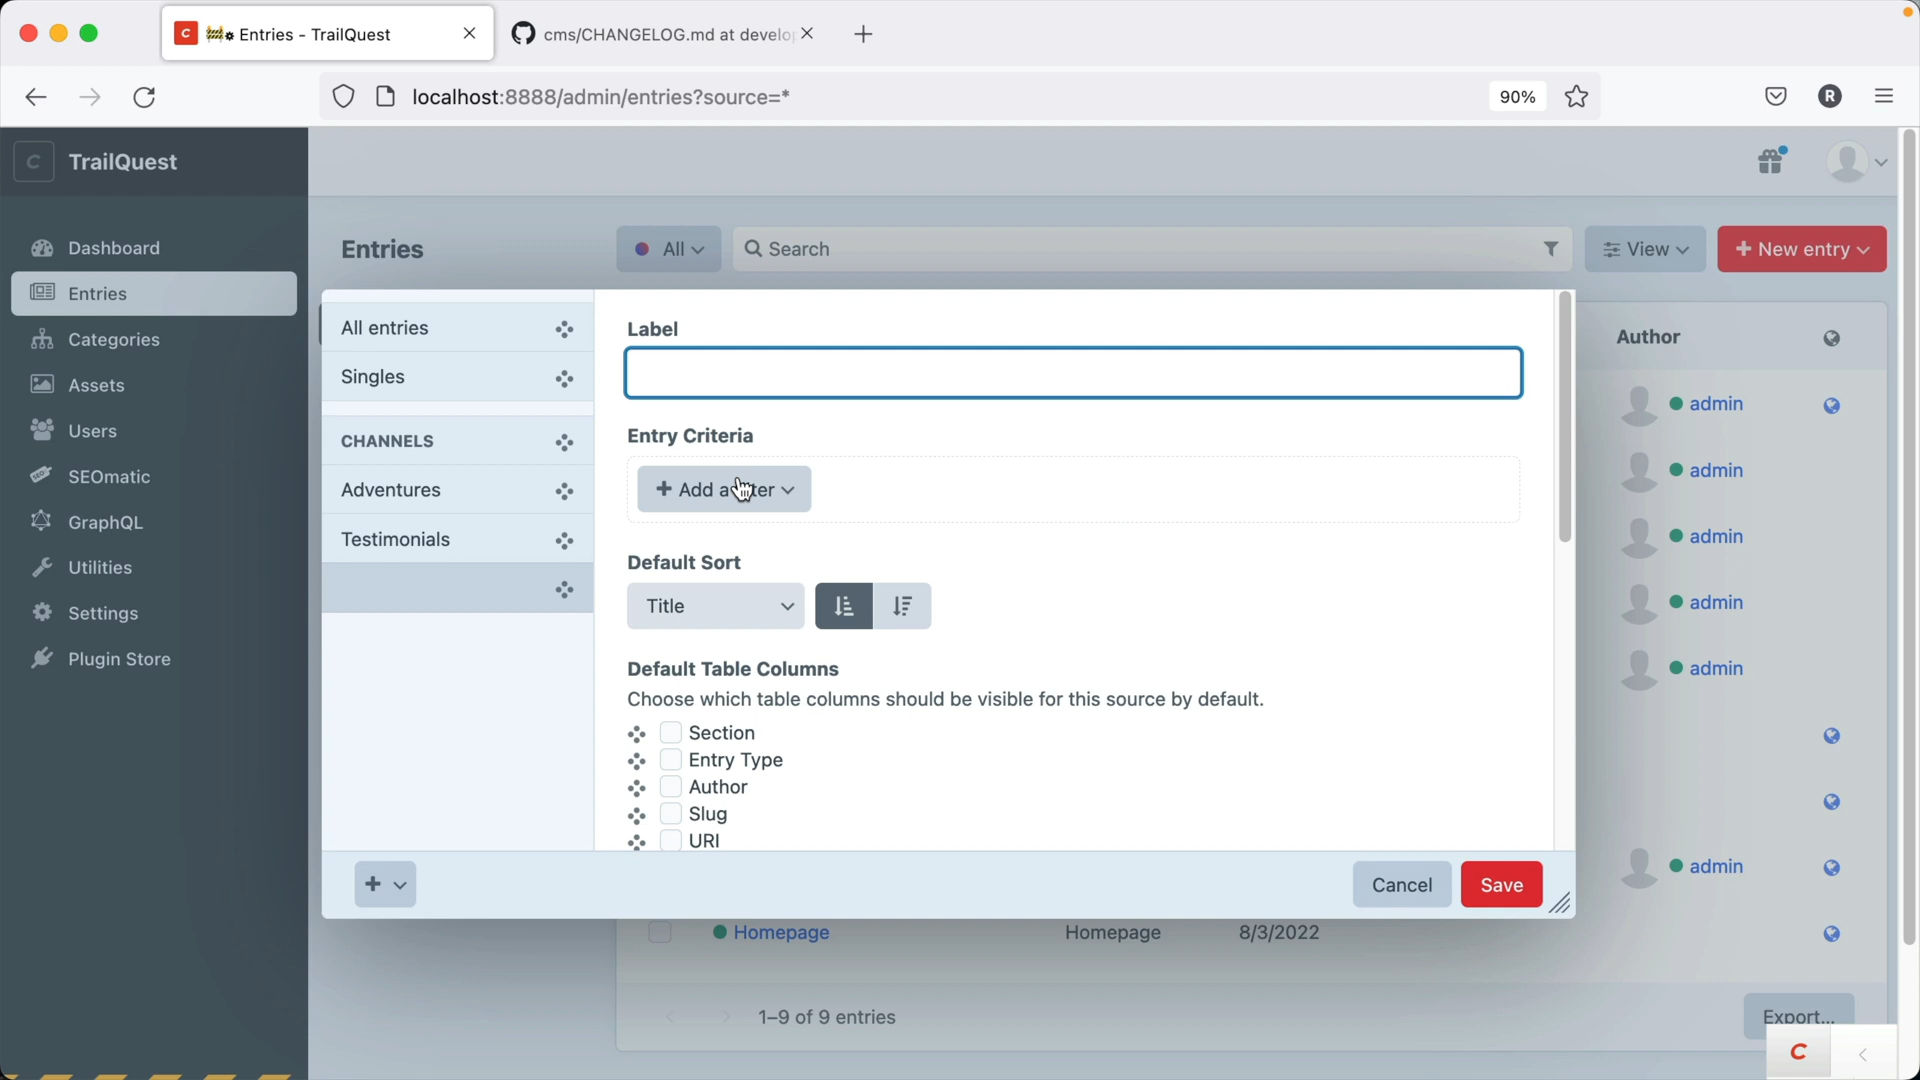 Entries - TrailQuest
cms/CHANGELOG.md at develo
localhost:8888/admin/entries?source=*
90%
R
C
TrailQuest
Dashboard
Entries
Categories
Assets
Users
SEOmatic
GraphQL
Utilities
Settings
Plugin Store
Entries
All
Search
View
New entry
All entries
Singles
CHANNELS
Adventures
Testimonials
Label
Entry Criteria
Add a
Default Sort
Title
Default Table Columns
Choose which table columns should be visible for this source by default.
Section
Entry Type
Author
Slug
URI
Cancel
Save
Author
admin
admin
admin
admin
admin
admin
Homepage
Homepage
8/3/2022
1–9 of 9 entries
Export...
C